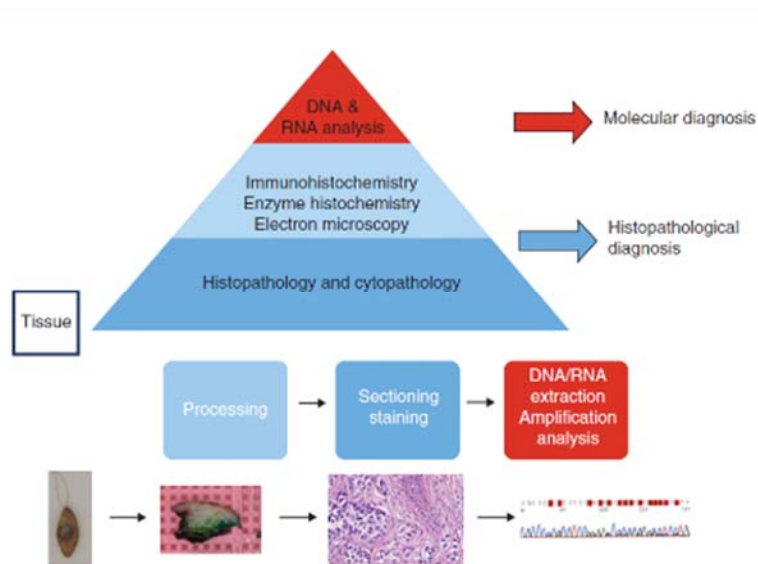 DNA &
RNA analysis
Molecular diagnosis
Immunohistochemistry
Enzyme histochemistry
Electron microscopy
Histopathological
diagnosis
Histopathology and cytopathology
Tissue
Processing
Sectioning
staining
DNA/RNA
extraction
Amplification
analysis